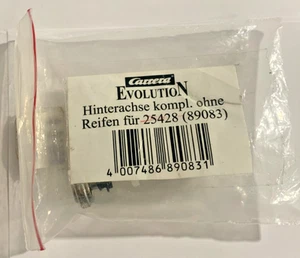 Carrera
EVOLUTION
Hinterachse kompl. ohne
Reifen für 25428 (89083)
4 007486 890831